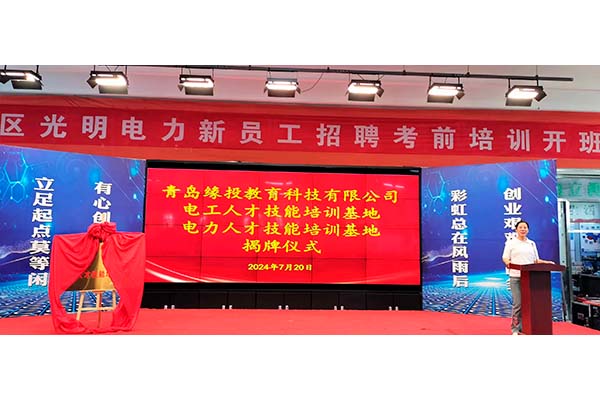 区光明电力新员工招聘考前培训开班
有心创
立足起点莫等闲
青岛缘投教育科技有限公司
电工人才技能培训基地
电力人才技能培训基地
揭牌仪式
2024年7月20日
创业艰
彩虹总在风雨后